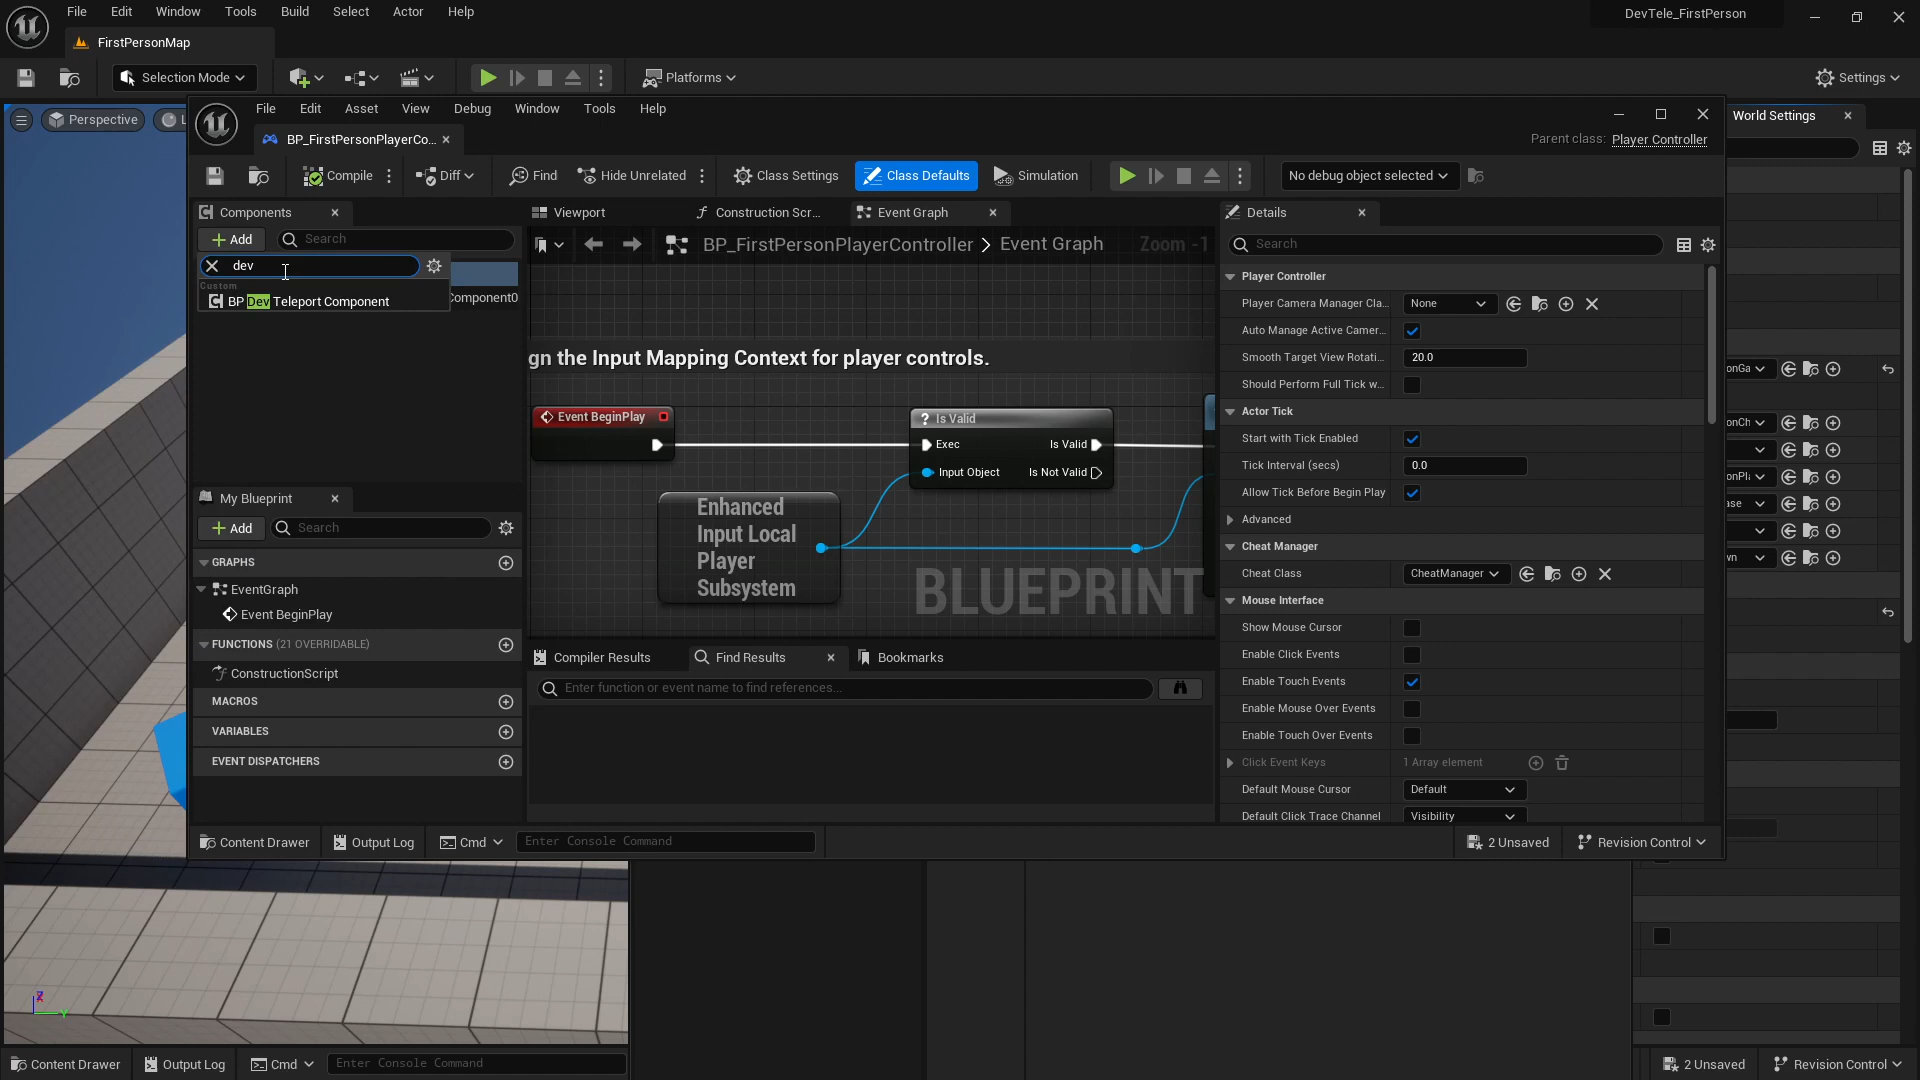 File Edit Window Tools Build Select Actor Help
DevTele_FirstPerson
FirstPersonMap
Selection Mode
Platforms
Settings
Perspective
World Settings
File Edit Asset View Debug Window Tools Help
BP_FirstPersonPlayerCo...
Parent class: Player Controller
Compile
Diff
Find
Hide Unrelated
Class Settings
Class Defaults
Simulation
No debug object selected
Components
Add
Search
dev
Custom
BP Dev Teleport Component
Component0
Viewport
Construction Scr...
Event Graph
BP_FirstPersonPlayerController > Event Graph
Zoom -1
gn the Input Mapping Context for player controls.
Event BeginPlay
Is Valid
Exec
Is Valid
Input Object
Is Not Valid
Enhanced
Input Local
Player
Subsystem
BLUEPRINT
My Blueprint
Add
Search
GRAPHS
EventGraph
Event BeginPlay
FUNCTIONS (21 OVERRIDABLE)
ConstructionScript
MACROS
VARIABLES
EVENT DISPATCHERS
Compiler Results
Find Results
Bookmarks
Enter function or event name to find references...
Details
Search
Player Controller
Player Camera Manager Cla...
None
Auto Manage Active Camer...
Smooth Target View Rotati...
20.0
Should Perform Full Tick w...
Actor Tick
Start with Tick Enabled
Tick Interval (secs)
0.0
Allow Tick Before Begin Play
Advanced
Cheat Manager
Cheat Class
CheatManager
Mouse Interface
Show Mouse Cursor
Enable Click Events
Enable Touch Events
Enable Mouse Over Events
Enable Touch Over Events
Click Event Keys
1 Array element
Default Mouse Cursor
Default
Default Click Trace Channel
Visibility
onGa
onCh
onPla
ase
wn
Content Drawer
Output Log
Cmd
Enter Console Command
2 Unsaved
Revision Control
Z
Y
Content Drawer
Output Log
Cmd
Enter Console Command
2 Unsaved
Revision Control